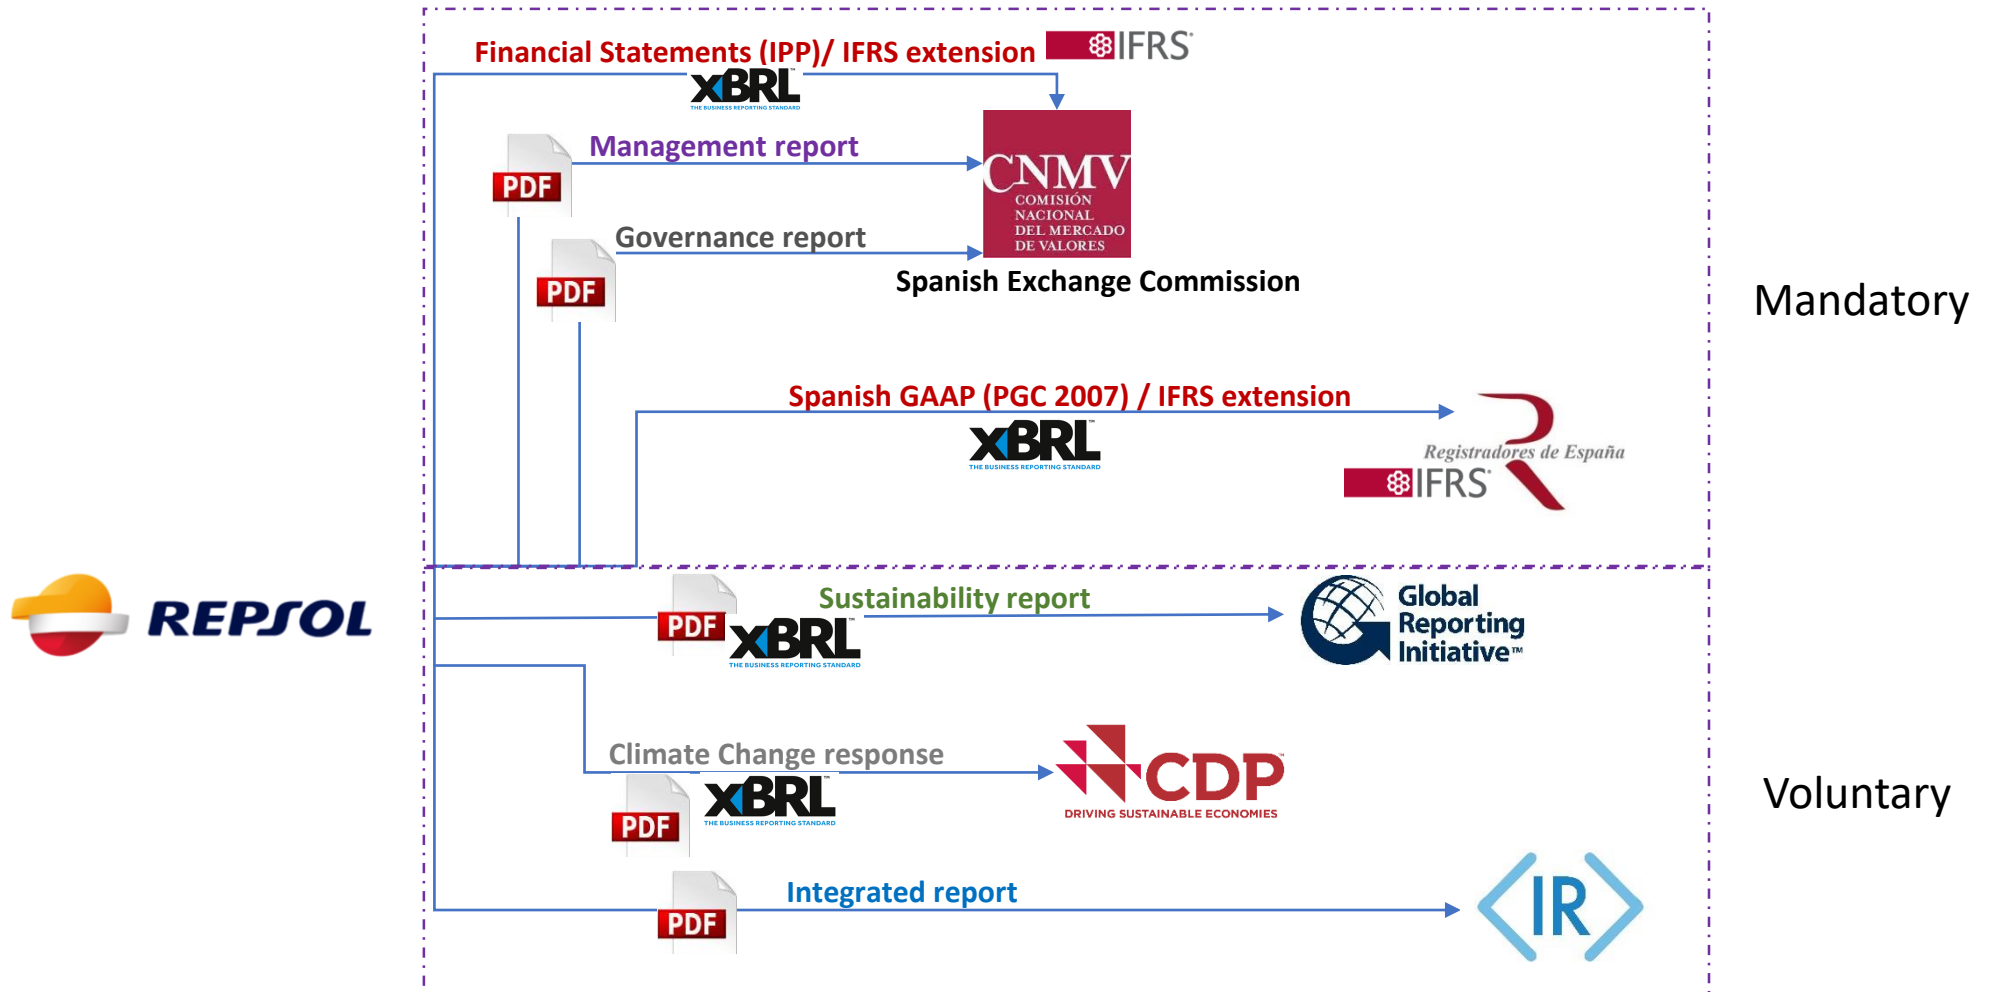 Financial Statements (IPP)/ IFRS extension
IFRS
XBRL™
THE BUSINESS REPORTING STANDARD
Management report
PDF
CNMV
COMISIÓN
NACIONAL
DEL MERCADO
DE VALORES
Governance report
PDF
Spanish Exchange Commission
Mandatory
Spanish GAAP (PGC 2007) / IFRS extension
XBRL™
THE BUSINESS REPORTING STANDARD
R
Registradores de España
IFRS
REPSOL
Sustainability report
PDF
XBRL
THE BUSINESS REPORTING STANDARD
Global
Reporting
Initiative™
Climate Change response
PDF
XBRL™
THE BUSINESS REPORTING STANDARD
CDP
DRIVING SUSTAINABLE ECONOMIES
Voluntary
Integrated report
PDF
<IR>